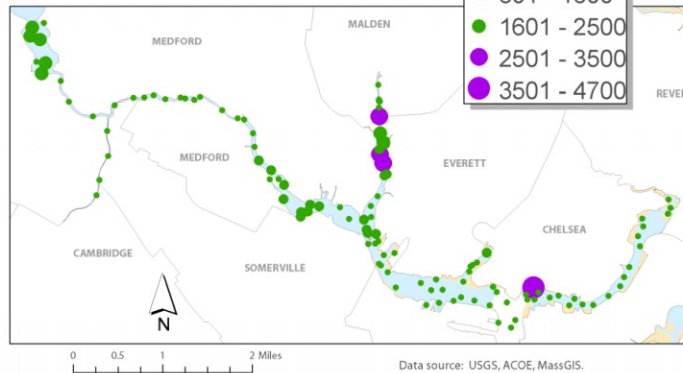 1601 - 2500
2501 - 3500
3501 - 4700
MALDEN
MEDFORD
REVER
MEDFORD
EVERETT
CHELSEA
CAMBRIDGE
SOMERVILLE
N
0 0.5 1 2 Miles
Data source: USGS, ACOE, MassGIS.